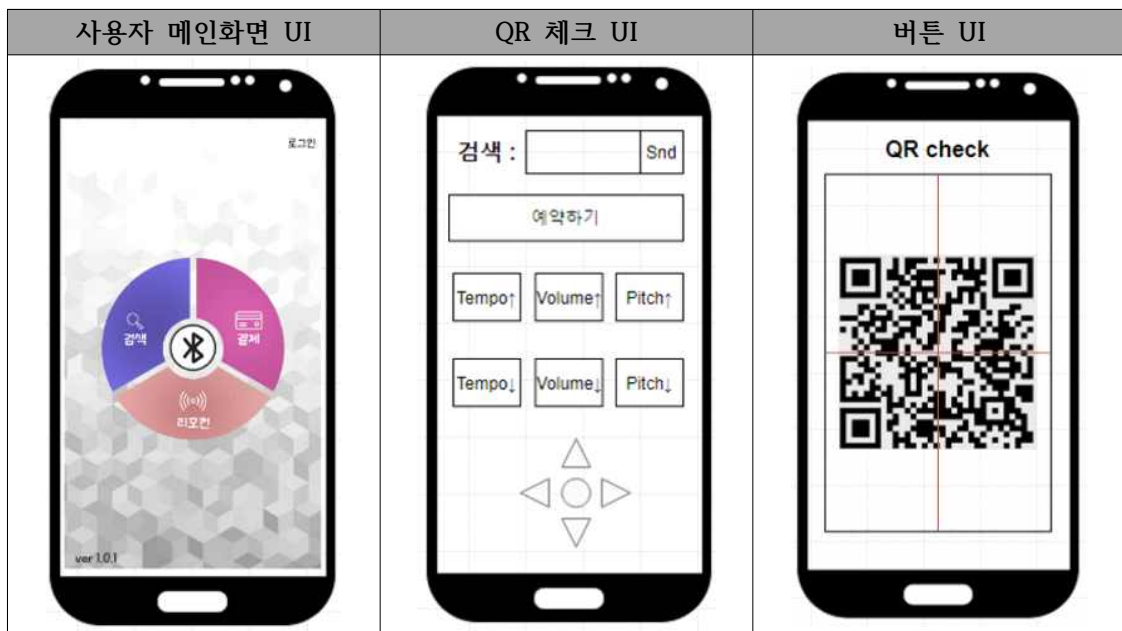 사용자 메인화면 UI
QR 체크 UI
버튼 UI
로그인
검색
결제
리모컨
ver 1.0.1
검색 :
Snd
예약하기
Tempo↑
Volume↑
Pitch↑
Tempo↓
Volume↓
Pitch↓
QR check